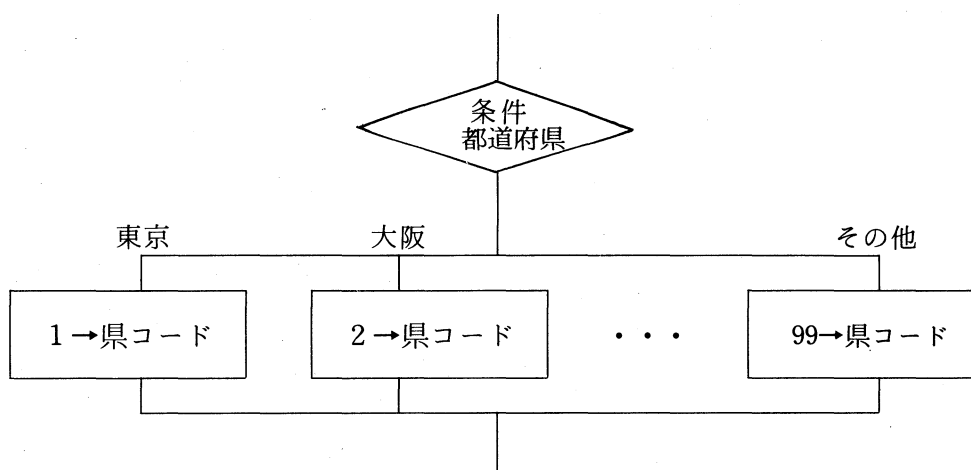 条件
都道府県
東京
大阪
その他
1→県コード
2→県コード
・・・
99→県コード